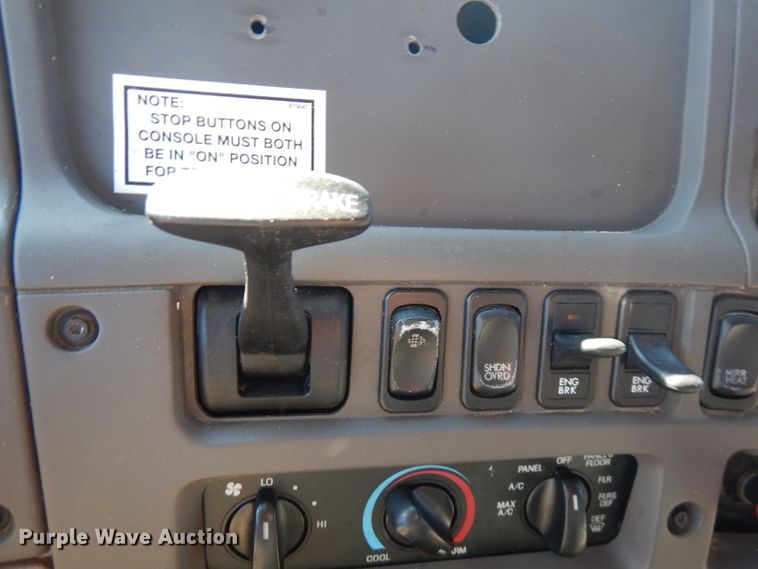 NOTE:
STOP BUTTONS ON
CONSOLE MUST BOTH
BE IN "ON" POSITION
FOR
SHDN
OVRD
ENG
BRK
ENG
BRK
MIRR
HEAT
LO
HI
COOL
OFF
PANEL
FLOOR
A/C
FLR
MAX
A/C
FLR&
DEF
DEF
Purple Wave Auction